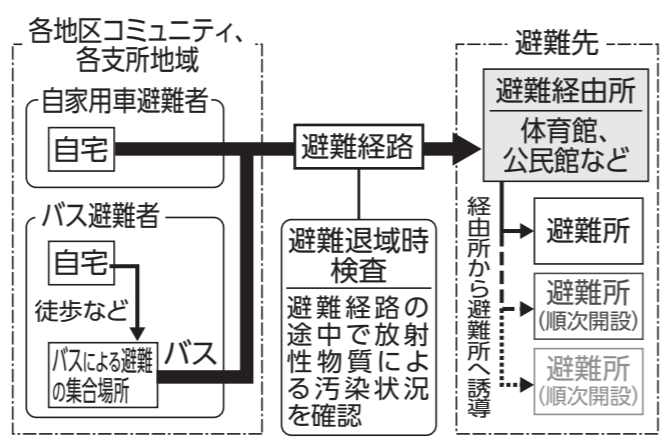 各地区コミュニティ、
各支所地域
自家用車避難者
自宅
バス避難者
自宅
徒歩など
バスによる避難
の集合場所
バス
避難経路
避難退域時
検査
避難経路の
途中で放射
性物質によ
る汚染状況
を確認
避難先
避難経由所
体育館、
公民館など
経由所から避難所へ誘導
避難所
避難所
(順次開設)
避難所
(順次開設)